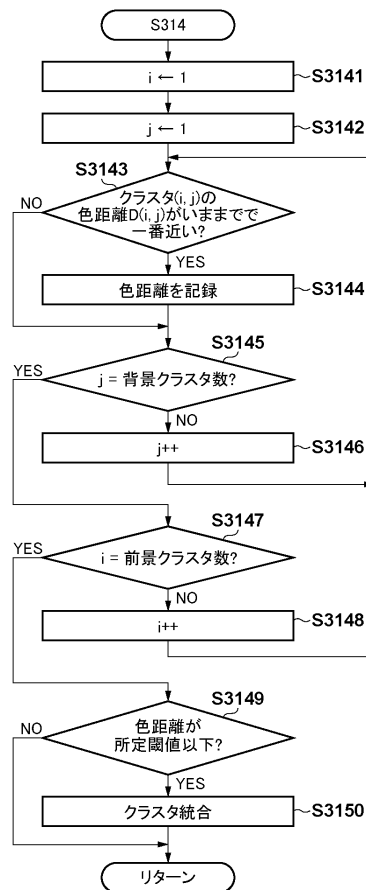 S314
i ← 1
S3141
j ← 1
S3142
S3143
クラスタ(i, j)の
色距離D(i, j)がいままでで
一番近い?
NO
YES
色距離を記録
S3144
S3145
YES
j = 背景クラスタ数?
NO
j++
S3146
S3147
YES
i = 前景クラスタ数?
NO
i++
S3148
S3149
NO
色距離が
所定閾値以下?
YES
クラスタ統合
S3150
リターン